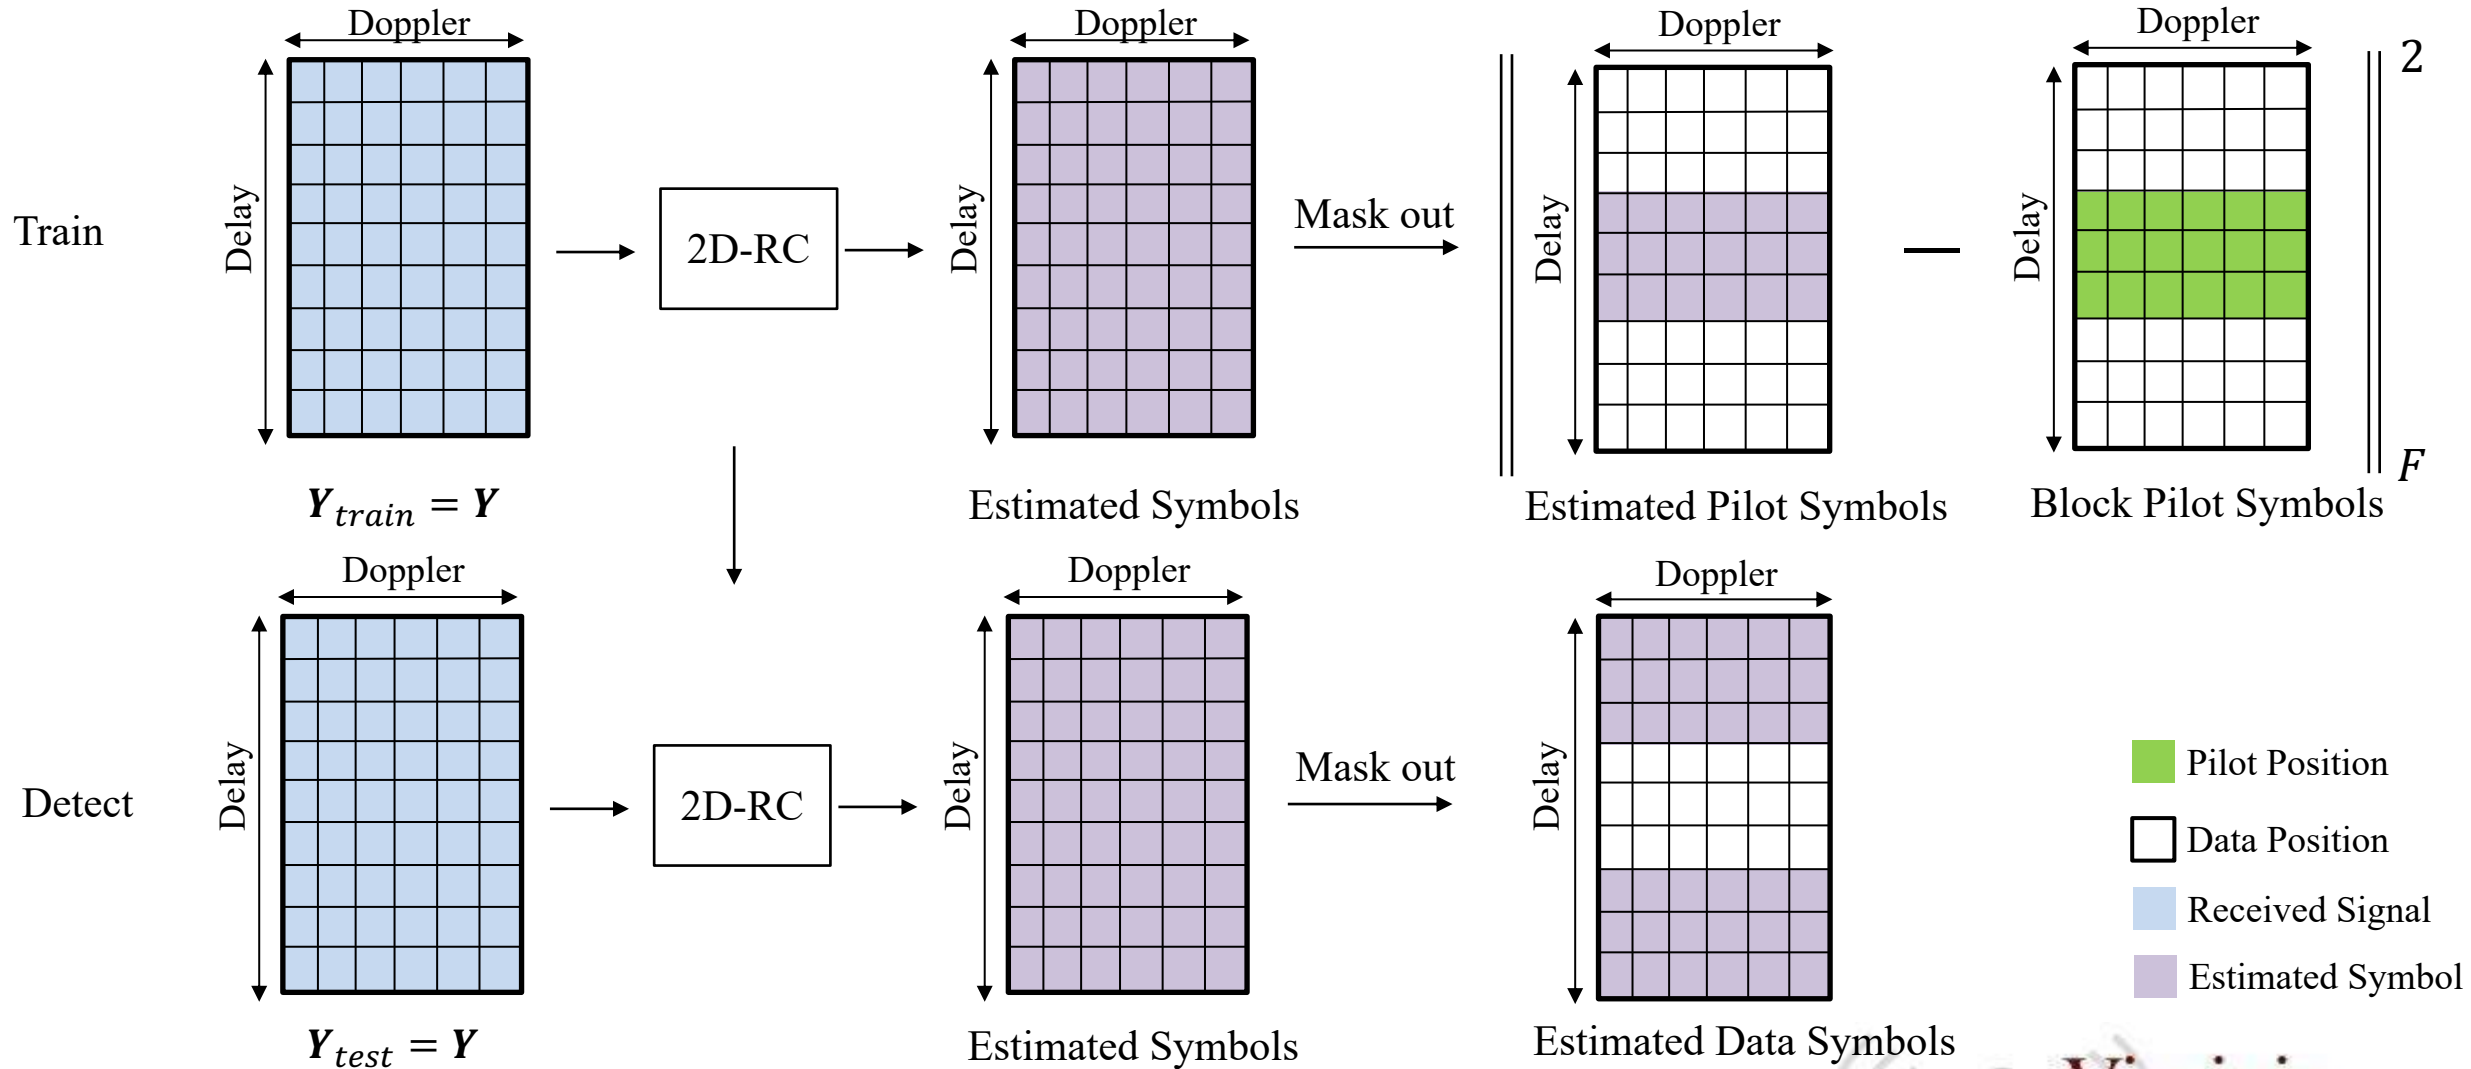 Doppler
Doppler
Doppler
Doppler
2
Delay
Delay
Delay
Delay
Train
2D-RC
Mask out
F
Y_train = Y
Estimated Symbols
Estimated Pilot Symbols
Block Pilot Symbols
Doppler
Doppler
Doppler
Delay
Delay
Delay
Detect
2D-RC
Mask out
Pilot Position
Data Position
Received Signal
Estimated Symbol
Y_test = Y
Estimated Symbols
Estimated Data Symbols